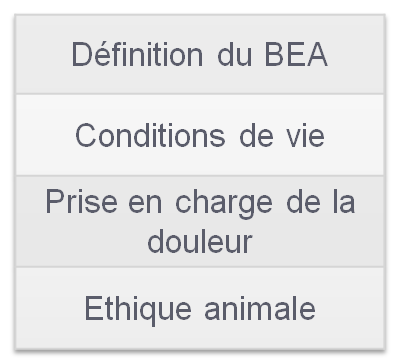 Définition du BEA
Conditions de vie
Prise en charge de la
douleur
Ethique animale